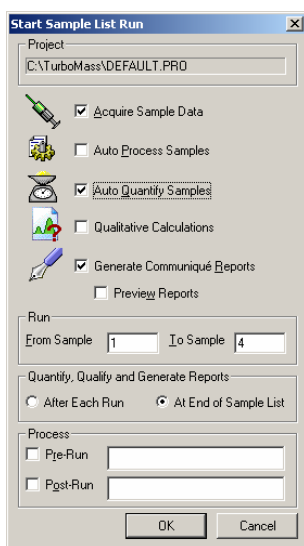 Start Sample List Run
Project
C:\TurboMass\DEFAULT.PRO
Acquire Sample Data
Auto Process Samples
Auto Quantify Samples
Qualitative Calculations
Generate Communiqué Reports
Preview Reports
Run
From Sample 1 To Sample 4
Quantify, Qualify and Generate Reports
After Each Run At End of Sample List
Process
Pre-Run
Post-Run
OK Cancel